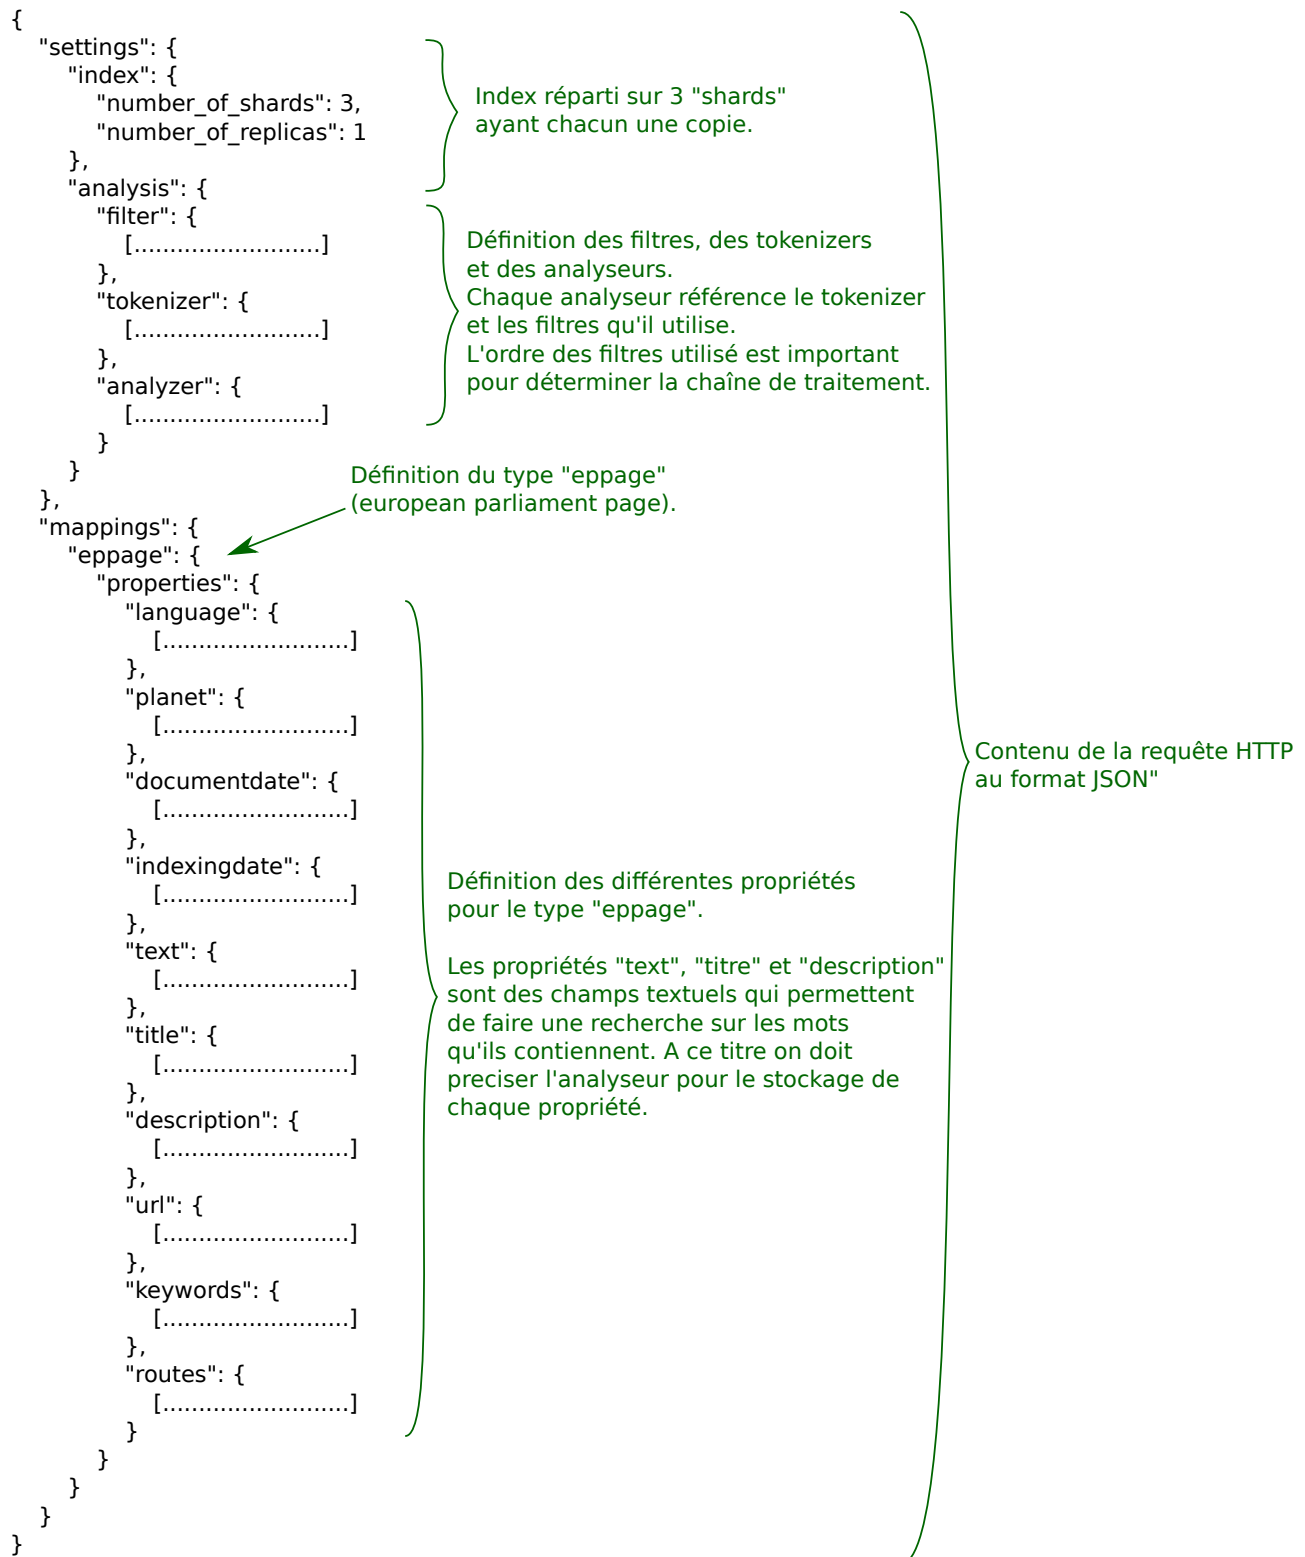 {
"settings": {
"index": {
"number_of_shards": 3,
"number_of_replicas": 1
},
"analysis": {
"filter": {
[..........................]
},
"tokenizer": {
[..........................]
},
"analyzer": {
[..........................]
}
}
},
"mappings": {
"eppage": {
"properties": {
"language": {
[..........................]
},
"planet": {
[..........................]
},
"documentdate": {
[..........................]
},
"indexingdate": {
[..........................]
},
"text": {
[..........................]
},
"title": {
[..........................]
},
"description": {
[..........................]
},
"url": {
[..........................]
},
"keywords": {
[..........................]
},
"routes": {
[..........................]
}
}
}
}
}
Index réparti sur 3 "shards"
ayant chacun une copie.
Définition des filtres, des tokenizers
et des analyseurs.
Chaque analyseur référence le tokenizer
et les filtres qu'il utilise.
L'ordre des filtres utilisé est important
pour déterminer la chaîne de traitement.
Définition du type "eppage"
(european parliament page).
Définition des différentes propriétés
pour le type "eppage".
Les propriétés "text", "titre" et "description"
sont des champs textuels qui permettent
de faire une recherche sur les mots
qu'ils contiennent. A ce titre on doit
preciser l'analyseur pour le stockage de
chaque propriété.
Contenu de la requête HTTP
au format JSON"